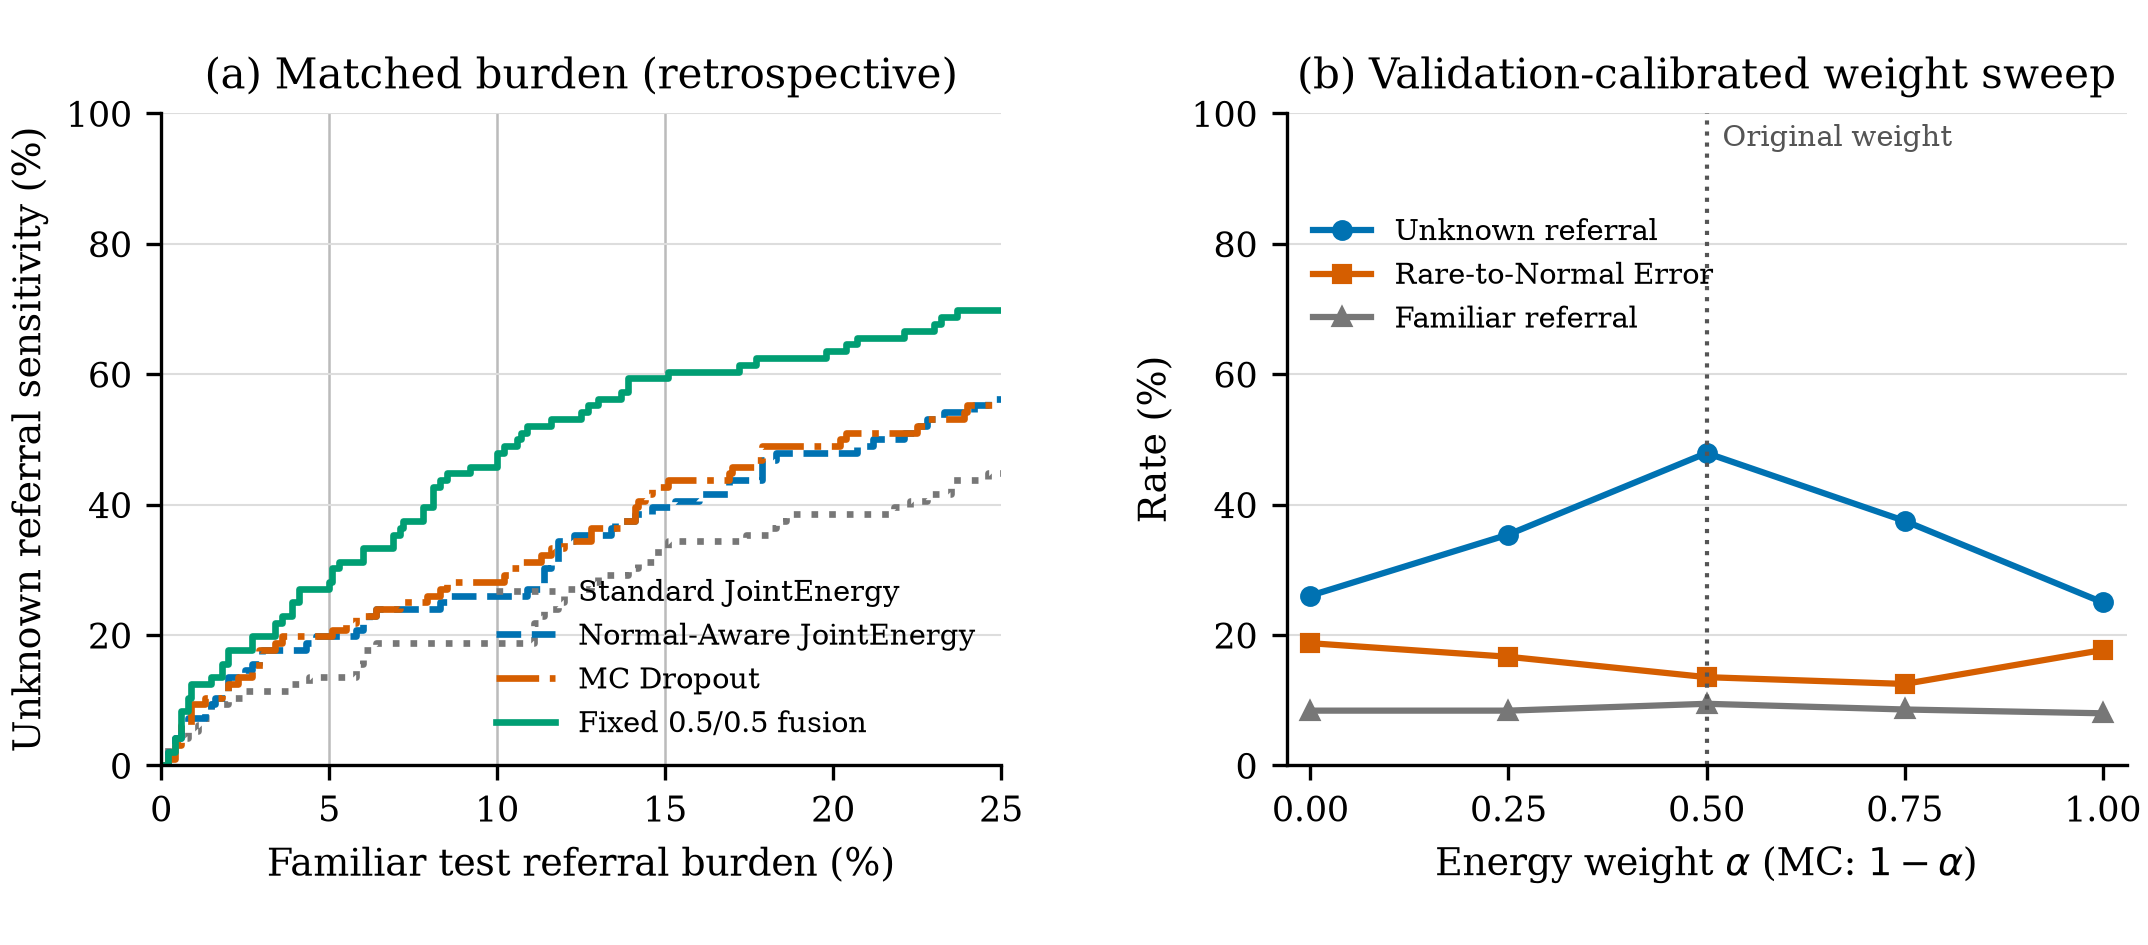 (a) Matched burden (retrospective)
Unknown referral sensitivity (%)
100
80
60
40
20
0
Standard JointEnergy
Normal-Aware JointEnergy
MC Dropout
Fixed 0.5/0.5 fusion
0 5 10 15 20 25
Familiar test referral burden (%)
(b) Validation-calibrated weight sweep
Rate (%)
100
80
60
40
20
0
Original weight
Unknown referral
Rare-to-Normal Error
Familiar referral
0.00 0.25 0.50 0.75 1.00
Energy weight α (MC: 1 − α)